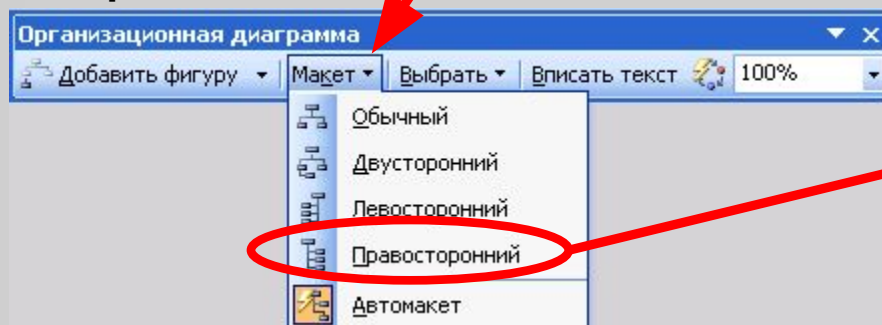 Организационная диаграмма
Добавить фигуру Макет Выбрать Вписать текст 100%
Обычный
Двусторонний
Левосторонний
Правосторонний
Автомакет